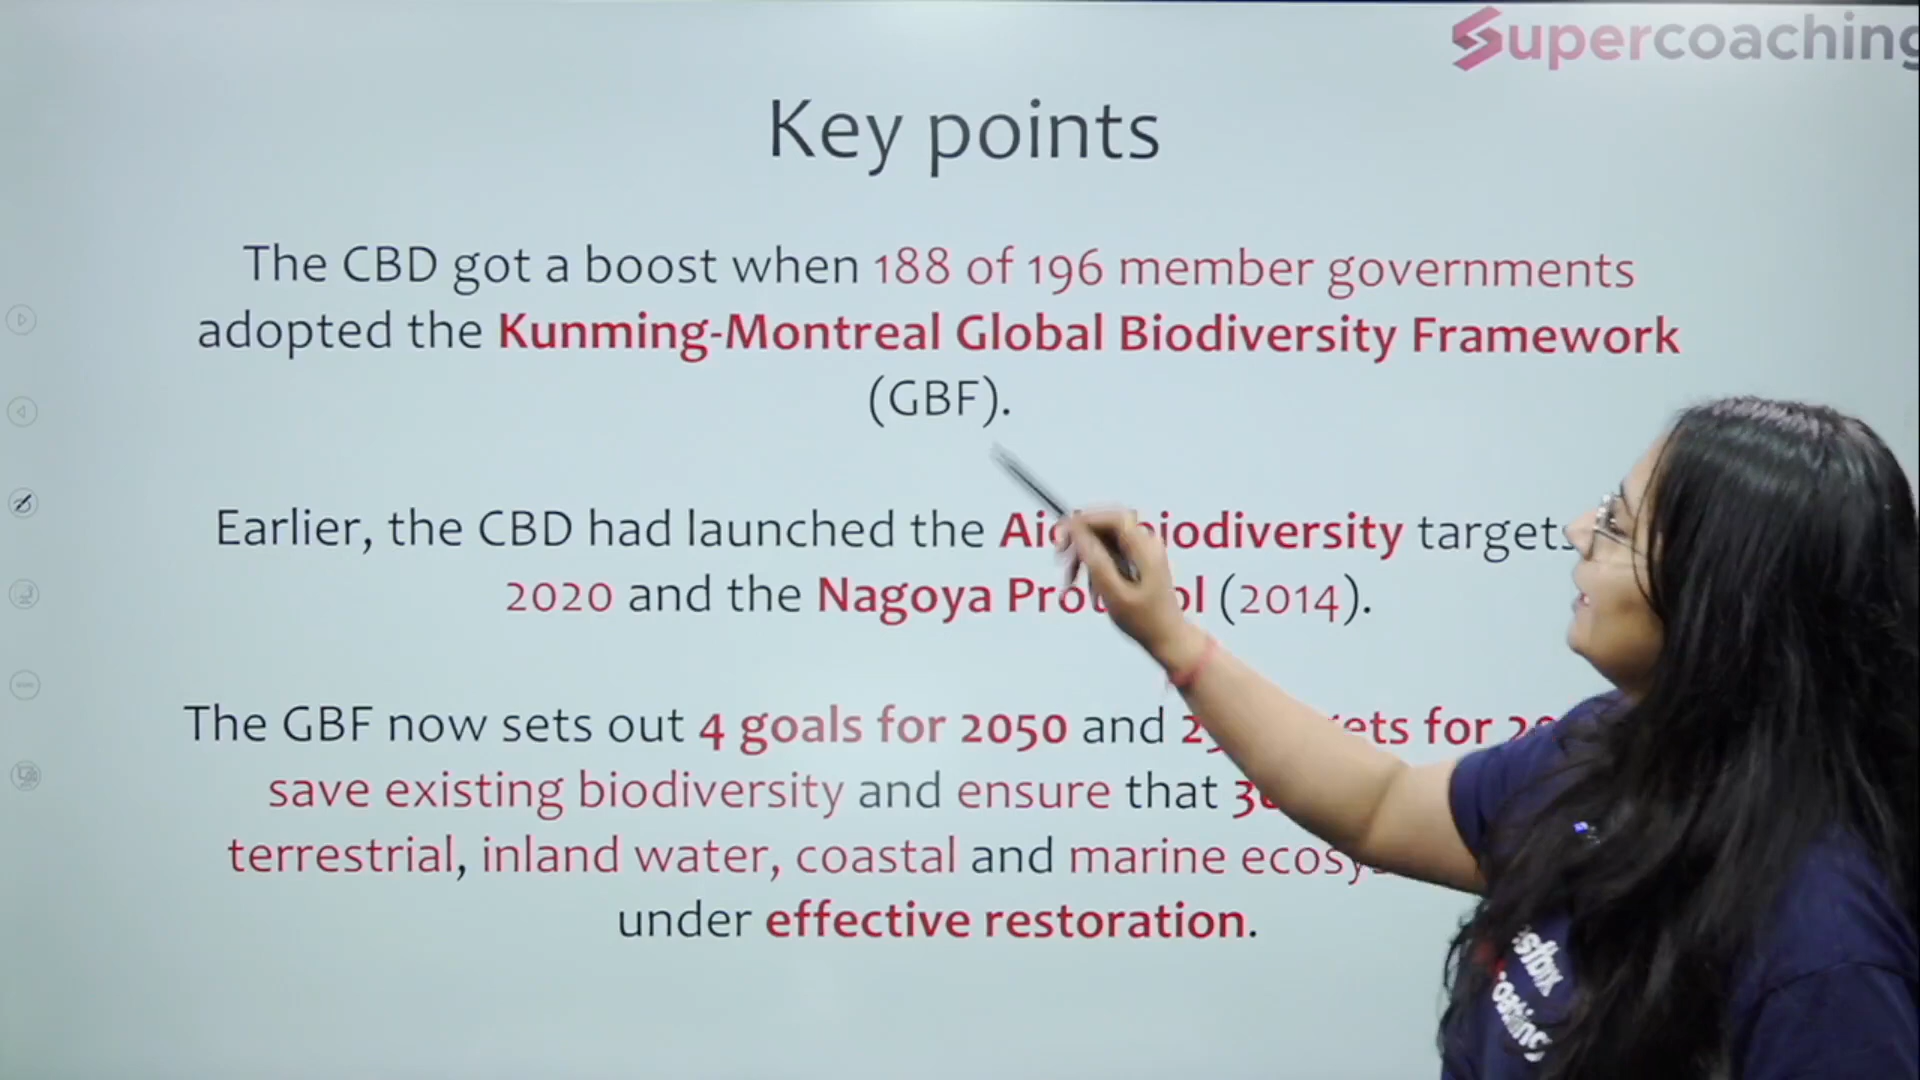 Supercoaching
Key points
The CBD got a boost when 188 of 196 member governments
adopted the Kunming-Montreal Global Biodiversity Framework
(GBF).
Earlier, the CBD had launched the biodiversity targets
2020 and the Nagoya (2014).
The GBF now sets out 4 goals for 2050 and for
save existing biodiversity and ensure that
terrestrial, inland water, coastal and marine
under effective restoration.